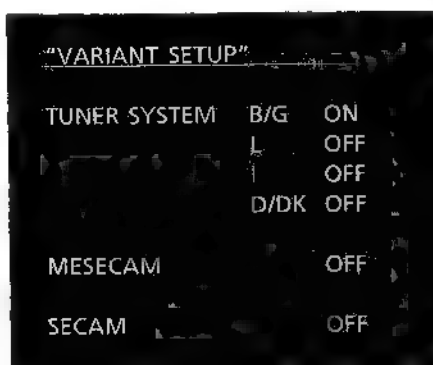 "VARIANT SETUP"
TUNER SYSTEM B/G ON
L OFF
I OFF
D/DK OFF
MESECAM OFF
SECAM OFF